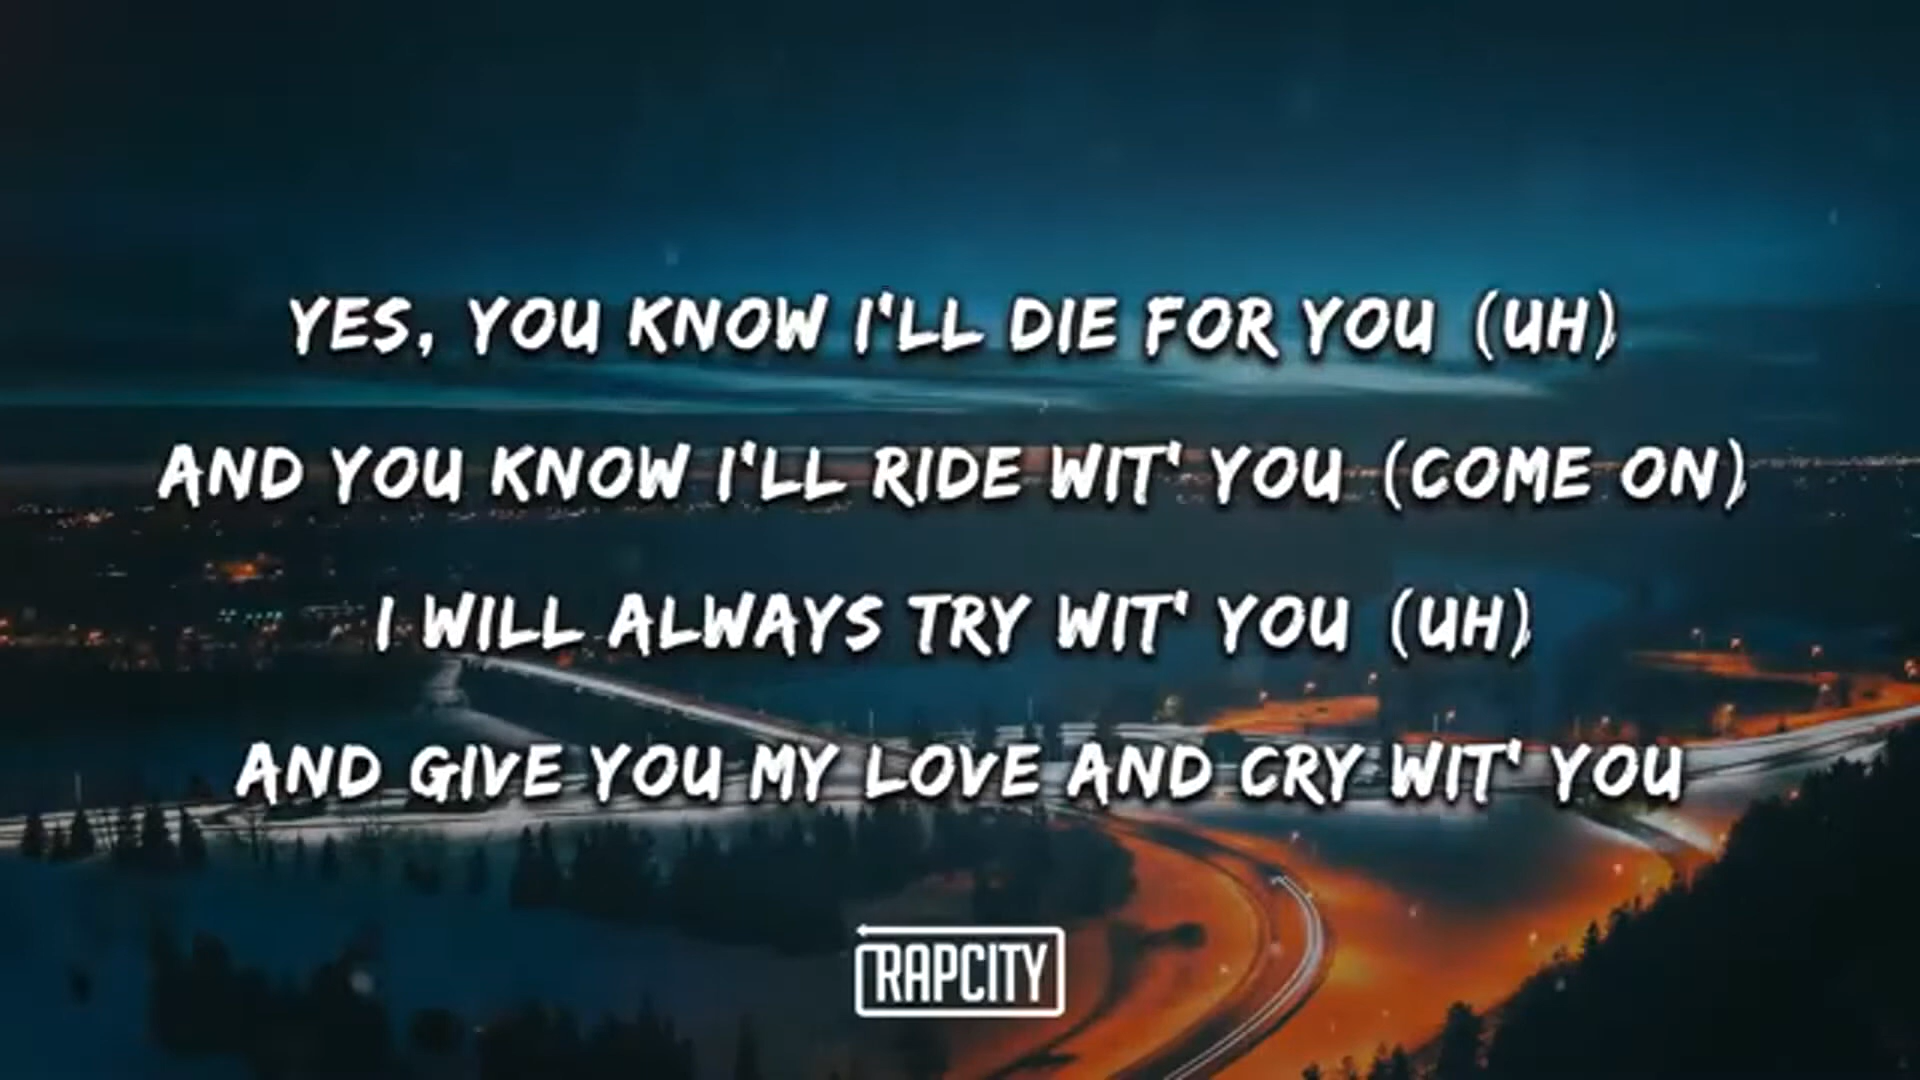 YES, YOU KNOW I'LL DIE FOR YOU (UH)
AND YOU KNOW I'LL RIDE WIT' YOU (COME ON)
I WILL ALWAYS TRY WIT' YOU (UH)
AND GIVE YOU MY LOVE AND CRY WIT' YOU
RAPCITY